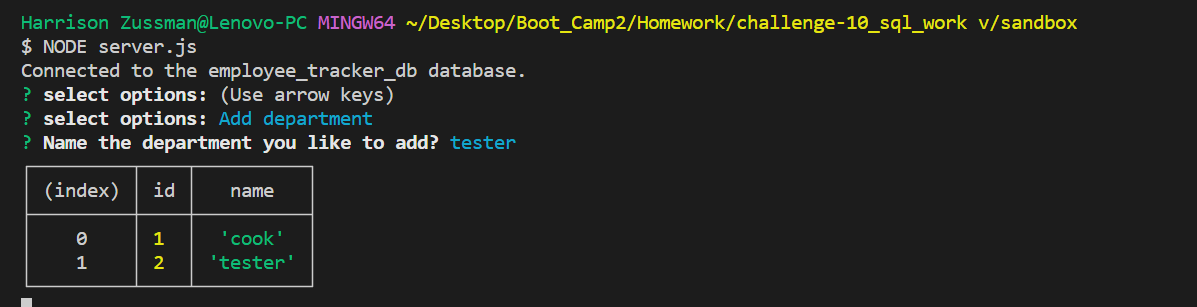 Harrison Zussman@Lenovo-PC MINGW64 ~/Desktop/Boot_Camp2/Homework/challenge-10_sql_work v/sandbox
$ NODE server.js
Connected to the employee_tracker_db database.
? select options: (Use arrow keys)
? select options: Add department
? Name the department you like to add? tester
(index) id name
0 1 'cook'
1 2 'tester'